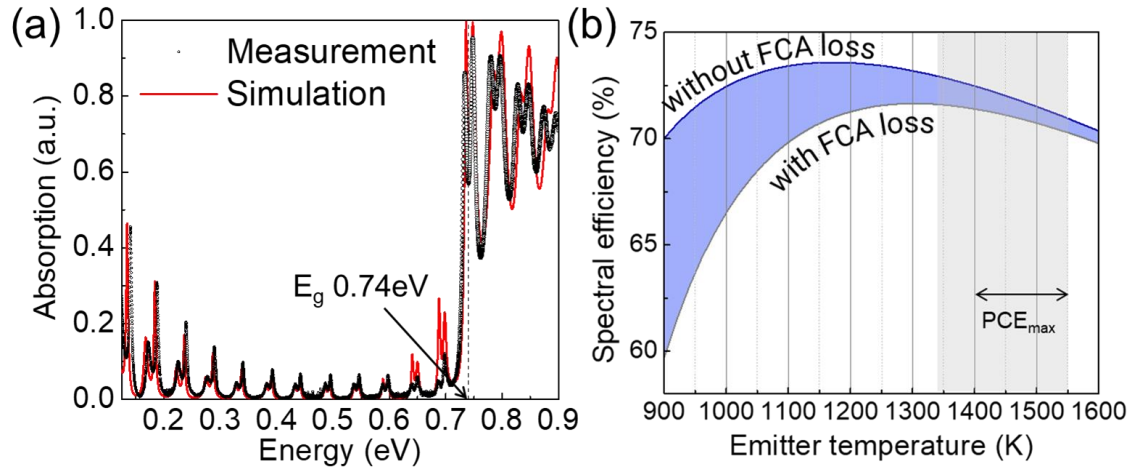 (a)
1.0
0.8
0.6
0.4
0.2
0.0
Absorption (a.u.)
Measurement
Simulation
E_g 0.74eV
0.2 0.3 0.4 0.5 0.6 0.7 0.8 0.9
Energy (eV)
(b)
75
70
65
60
Spectral efficiency (%)
without FCA loss
with FCA loss
PCE_max
900 1000 1100 1200 1300 1400 1500 1600
Emitter temperature (K)